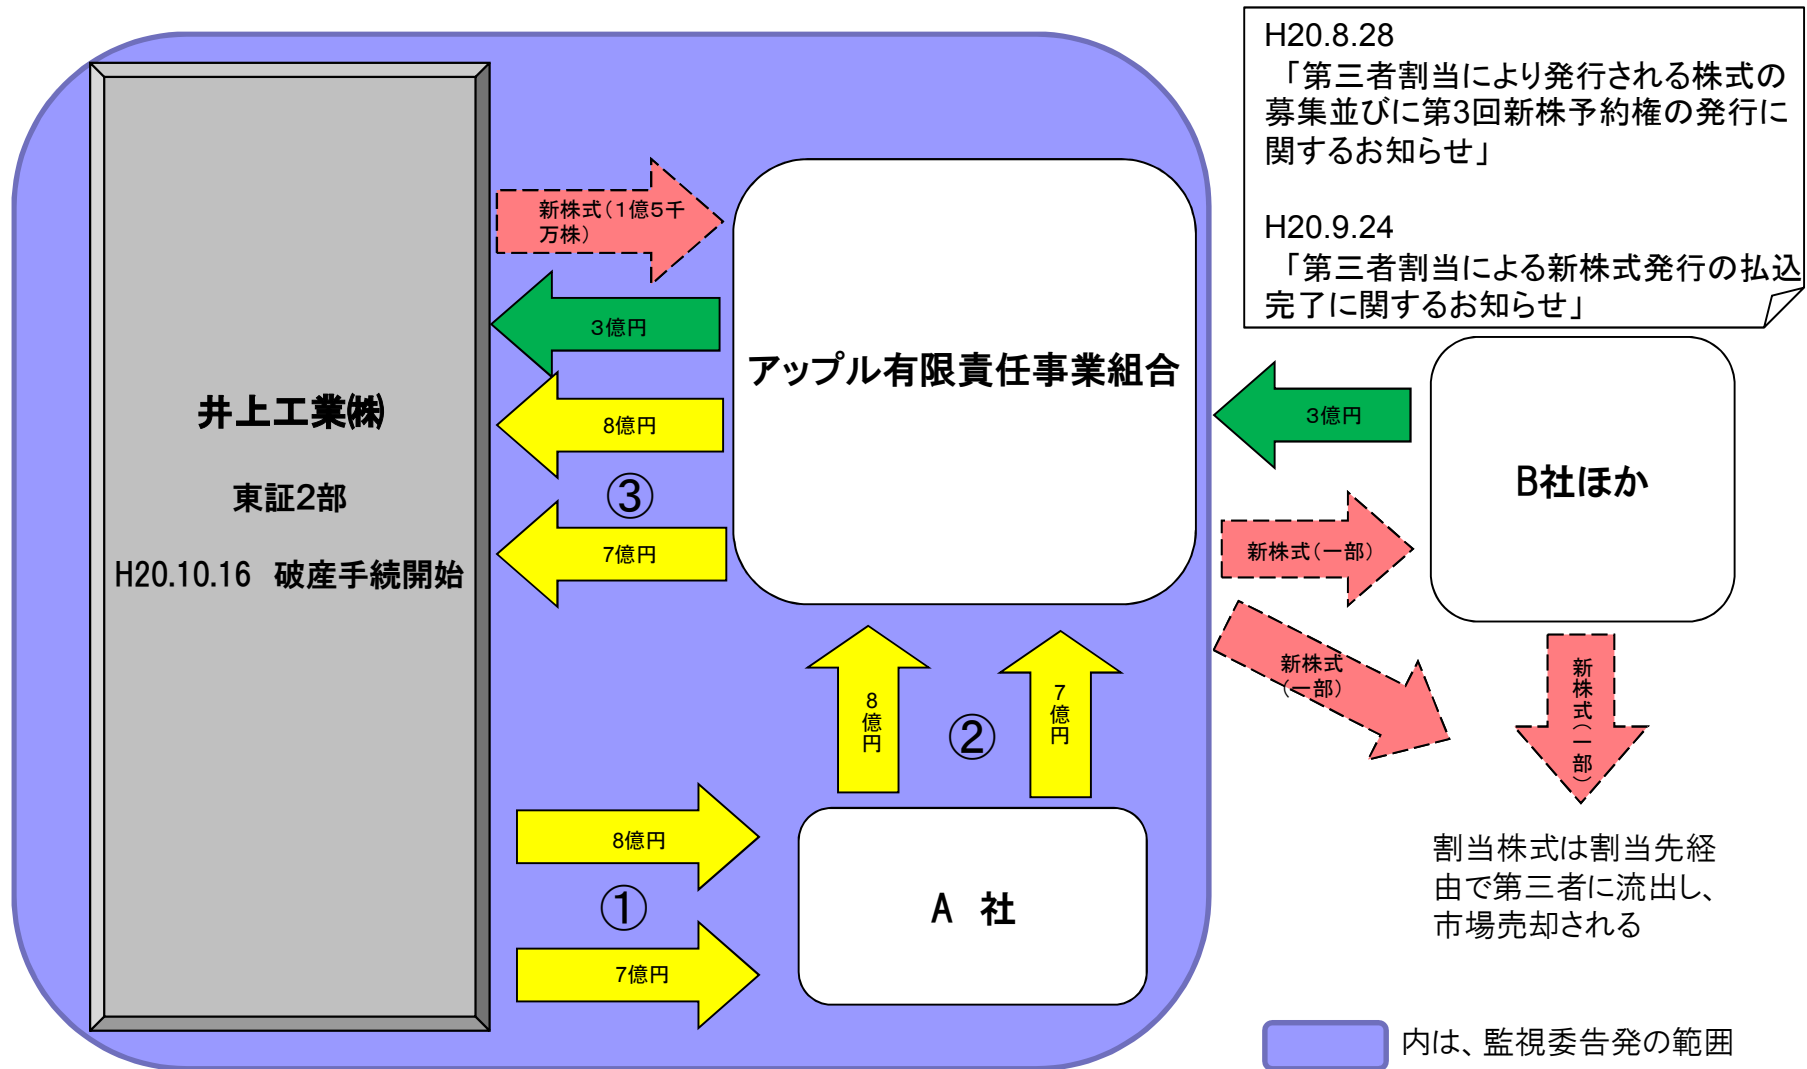 H20.8.28
「第三者割当により発行される株式の
募集並びに第3回新株予約権の発行に
関するお知らせ」
H20.9.24
「第三者割当による新株式発行の払込
完了に関するお知らせ」
井上工業㈱
東証2部
H20.10.16 破産手続開始
新株式(1億5千
万株)
3億円
8億円
③
7億円
アップル有限責任事業組合
3億円
B社ほか
新株式(一部)
新株式
(一部)
新株式(一部)
8億円
②
7億円
8億円
①
7億円
A 社
割当株式は割当先経
由で第三者に流出し、
市場売却される
内は、監視委告発の範囲